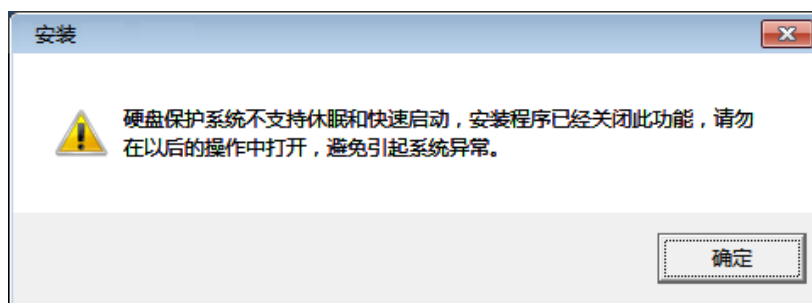 安装
硬盘保护系统不支持休眠和快速启动，安装程序已经关闭此功能，请勿
在以后的操作中打开，避免引起系统异常。
确定